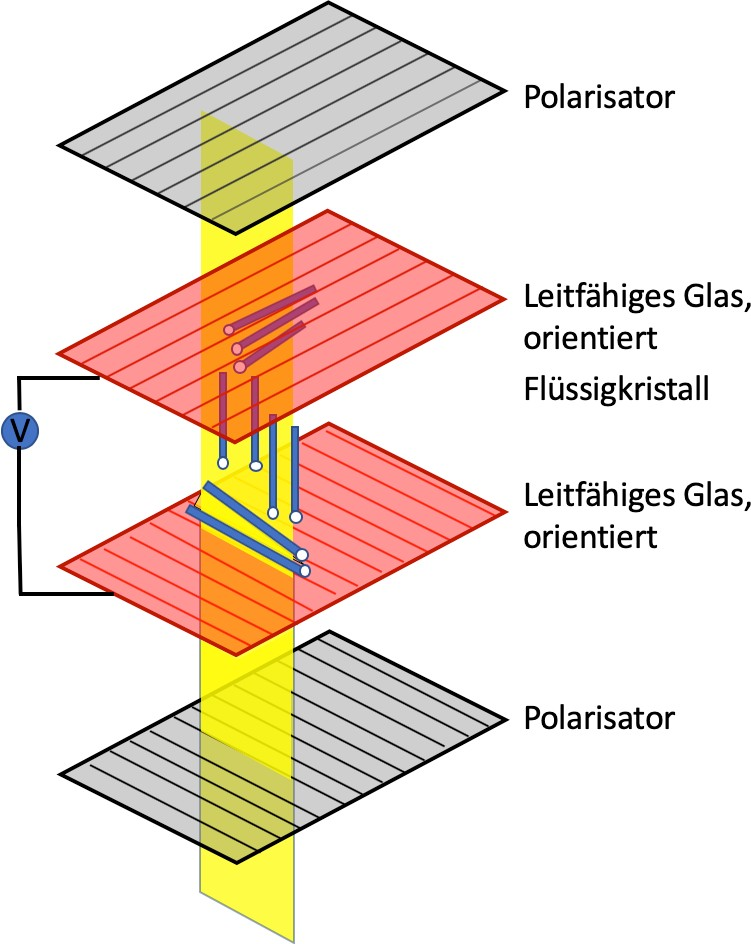 Polarisator
Leitfähiges Glas,
orientiert
Flüssigkristall
V
Leitfähiges Glas,
orientiert
Polarisator